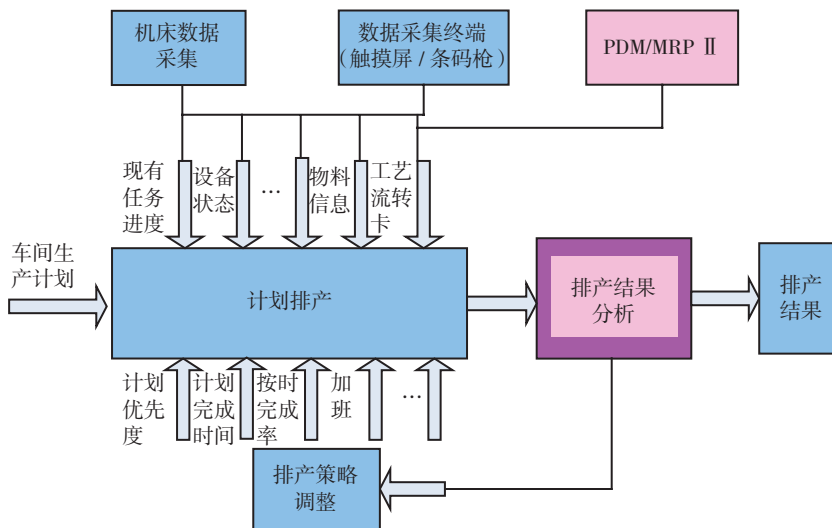 机床数据
采集
数据采集终端
（触摸屏 / 条码枪）
PDM/MRP Ⅱ
现有
任务
进度
设备
状态
…
物料
信息
工艺
流转
卡
车间生
产计划
计划排产
排产结果
分析
排产
结果
计划
优先
度
计划
完成
时间
按时
完成
率
加
班
…
排产策略
调整